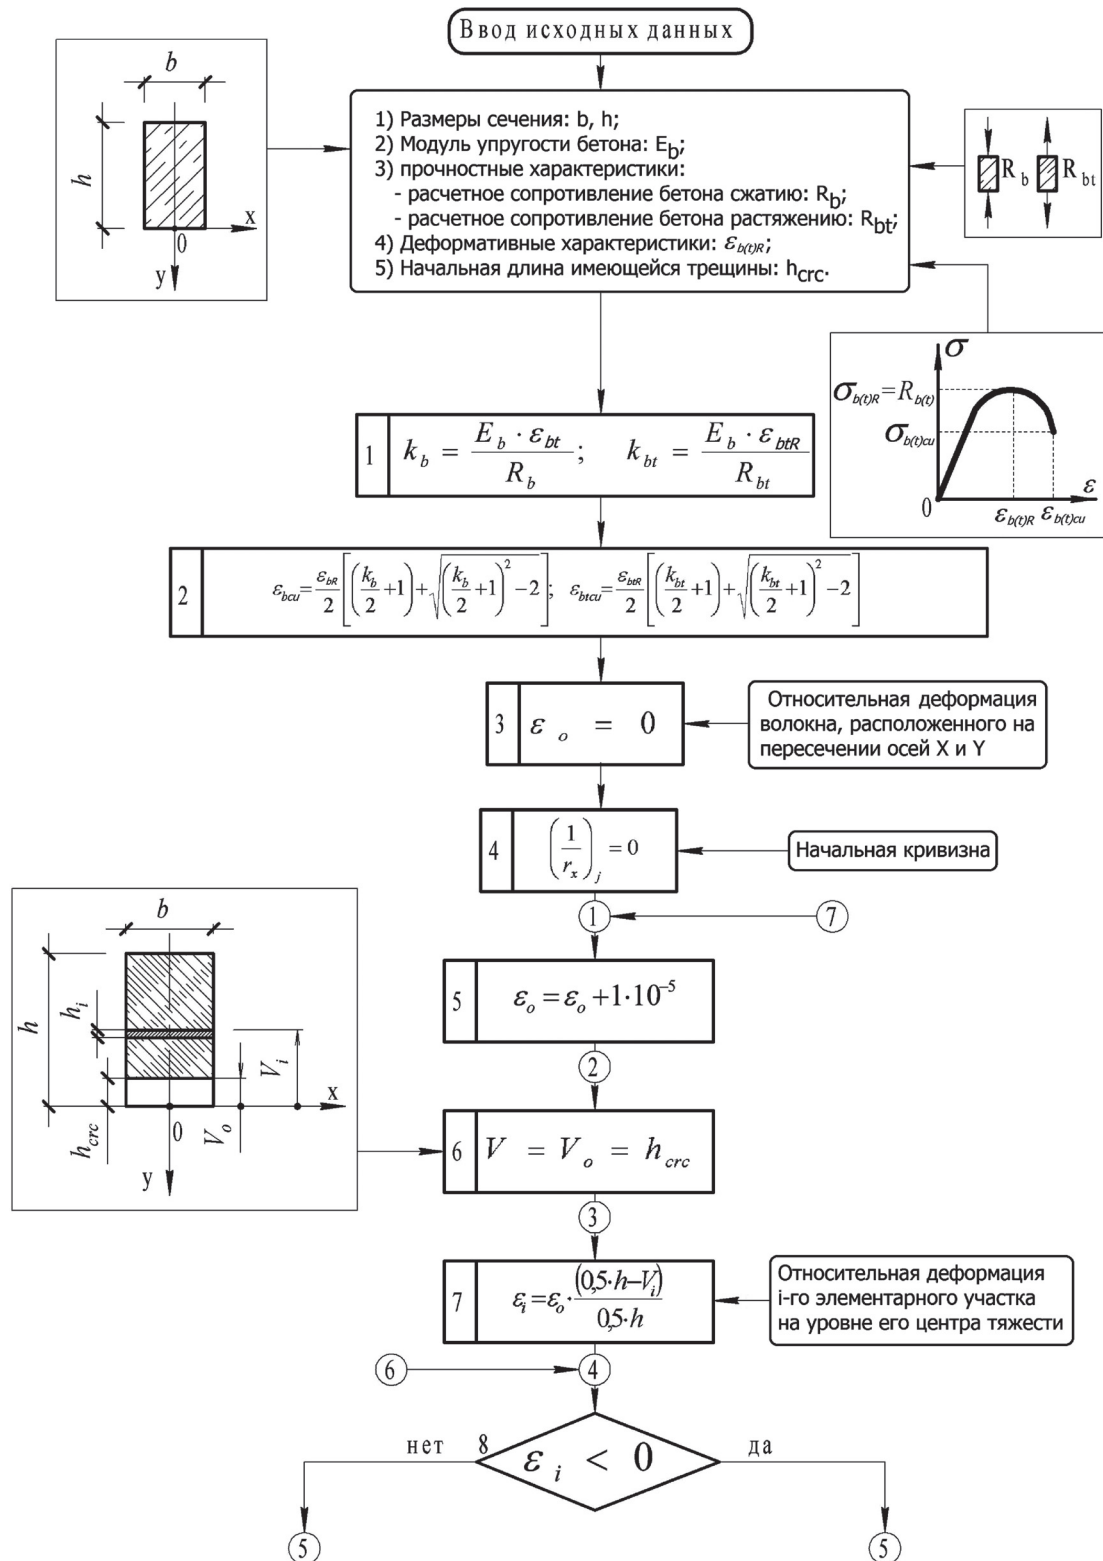 Ввод исходных данных
b
h
x
0
y
1) Размеры сечения: b, h;
2) Модуль упругости бетона: E_b;
3) прочностные характеристики:
- расчетное сопротивление бетона сжатию: R_b;
- расчетное сопротивление бетона растяжению: R_bt;
4) Деформативные характеристики: ε_b(t)R;
5) Начальная длина имеющейся трещины: h_crc.
R_b R_bt
σ
σ_b(t)R=R_b(t)
σ_b(t)cu
0
ε
ε_b(t)R ε_b(t)cu
1 k_b = (E_b · ε_bt)/R_b; k_bt = (E_b · ε_btR)/R_bt
2 ε_bcu = ε_bR/2 [(k_b/2 +1) + √((k_b/2 +1)^2 −2)]; ε_btcu = ε_btR/2 [(k_bt/2 +1) + √((k_bt/2 +1)^2 −2)]
3 ε_o = 0
Относительная деформация
волокна, расположенного на
пересечении осей X и Y
4 (1/r_x)_j = 0
Начальная кривизна
1 7
5 ε_o = ε_o + 1·10^−5
2
b
h
h_i
h_crc
V_i
V_o
x
0
y
6 V = V_o = h_crc
3
7 ε_i = ε_o · (0,5·h−V_i)/(0,5·h)
Относительная деформация
i-го элементарного участка
на уровне его центра тяжести
6 4
нет 8 ε_i < 0 да
5 5